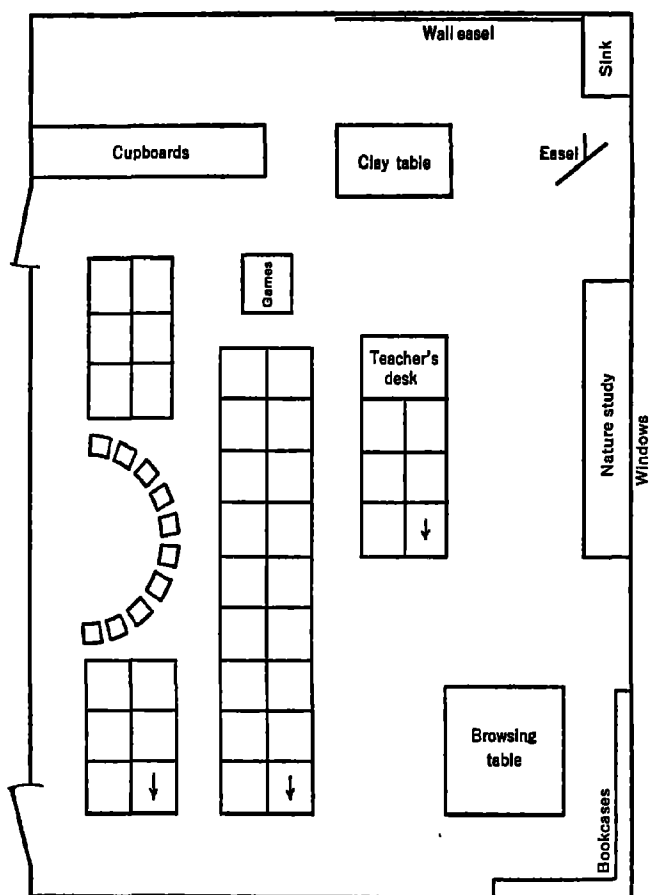 Wall easel
Sink
Cupboards
Clay table
Easel
Games
Teacher's
desk
Nature study
Windows
Browsing
table
Bookcases